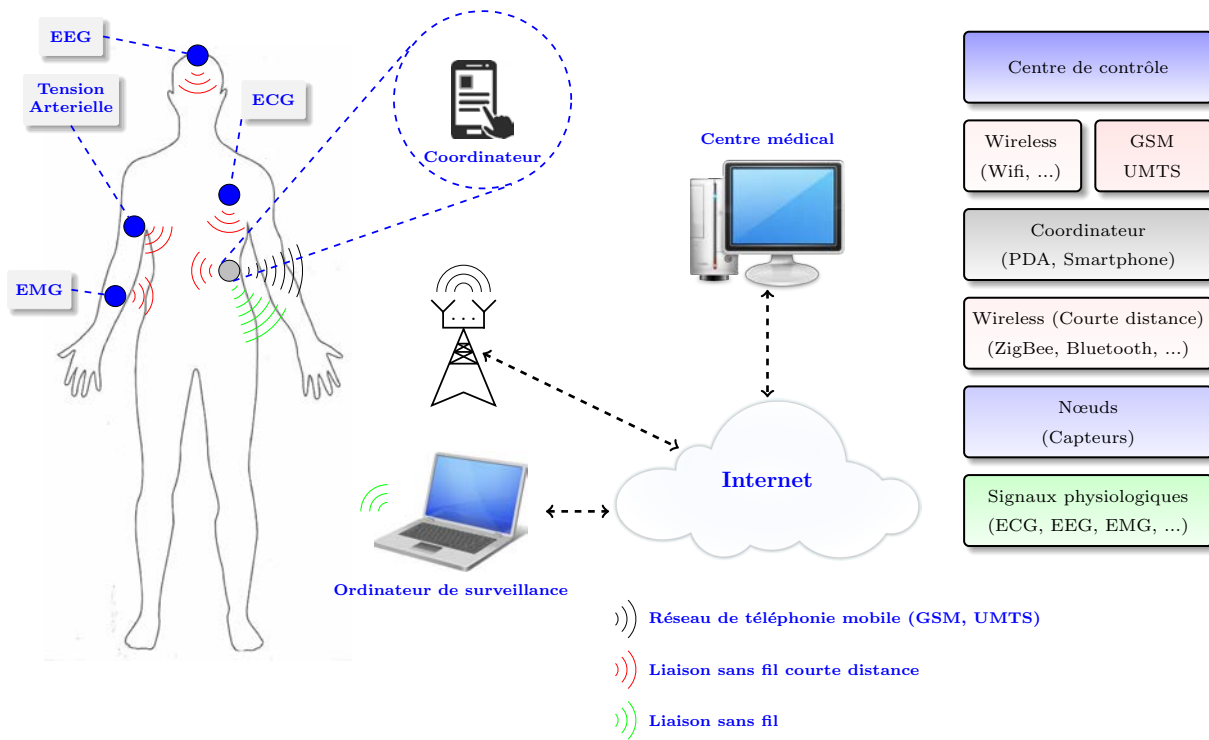 EEG
Tension
Arterielle
ECG
EMG
Coordinateur
Centre médical
Internet
Ordinateur de surveillance
Réseau de téléphonie mobile (GSM, UMTS)
Liaison sans fil courte distance
Liaison sans fil
Centre de contrôle
Wireless
(Wifi, ...)
GSM
UMTS
Coordinateur
(PDA, Smartphone)
Wireless (Courte distance)
(ZigBee, Bluetooth, ...)
Nœuds
(Capteurs)
Signaux physiologiques
(ECG, EEG, EMG, ...)